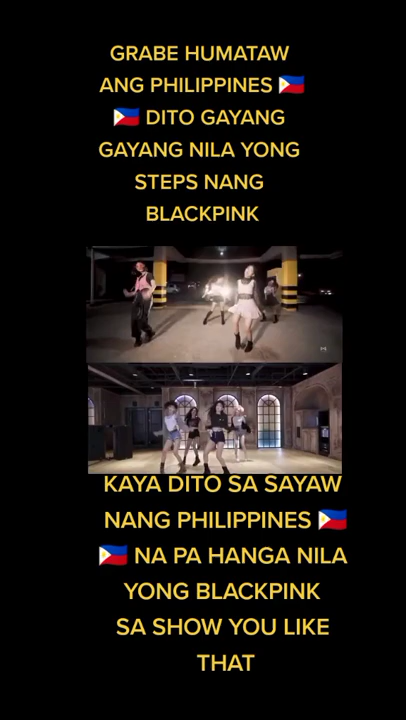 GRABE HUMATAW
ANG PHILIPPINES 🇵🇭
🇵🇭 DITO GAYANG
GAYANG NILA YONG
STEPS NANG
BLACKPINK
KAYA DITO SA SAYAW
NANG PHILIPPINES 🇵🇭
🇵🇭 NA PA HANGA NILA
YONG BLACKPINK
SA SHOW YOU LIKE
THAT